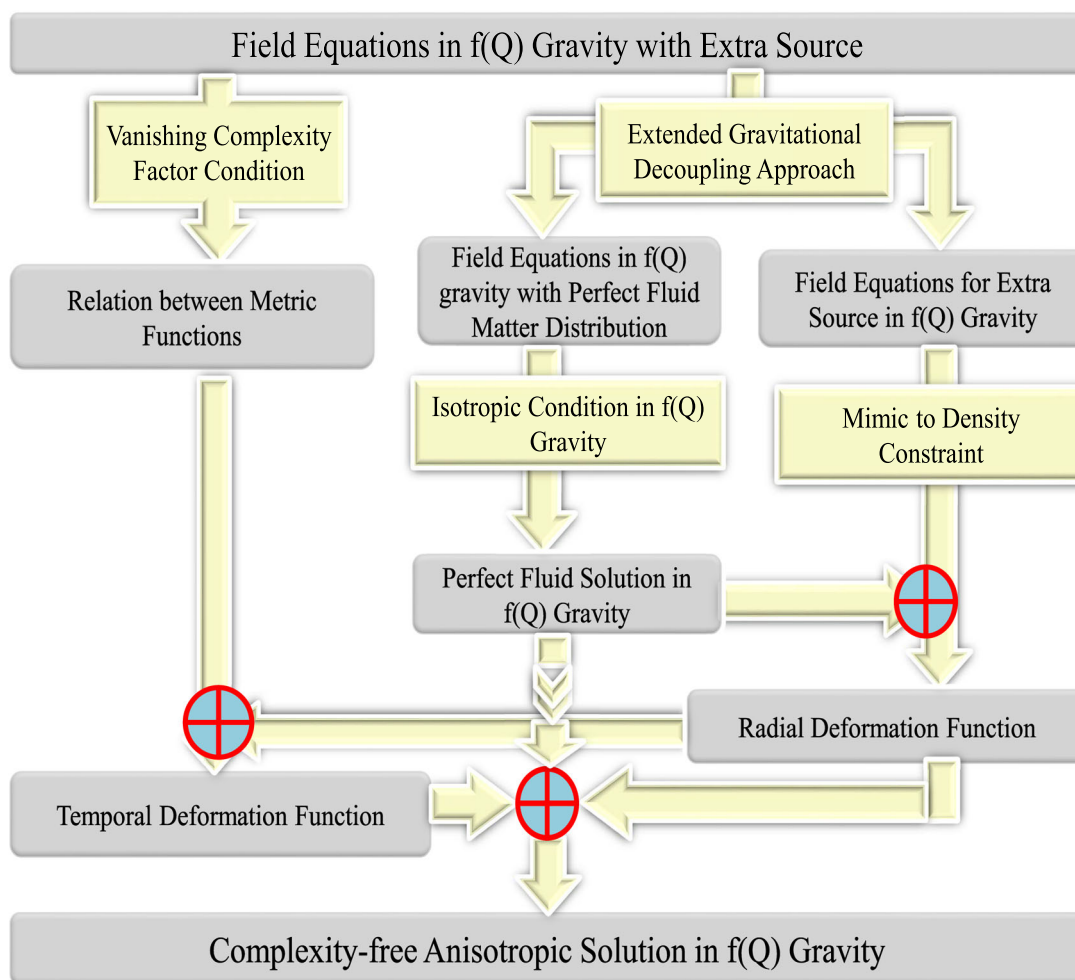 Field Equations in f(Q) Gravity with Extra Source
Vanishing Complexity
Factor Condition
Extended Gravitational
Decoupling Approach
Relation between Metric
Functions
Field Equations in f(Q)
gravity with Perfect Fluid
Matter Distribution
Field Equations for Extra
Source in f(Q) Gravity
Isotropic Condition in f(Q)
Gravity
Mimic to Density
Constraint
Perfect Fluid Solution in
f(Q) Gravity
Radial Deformation Function
Temporal Deformation Function
Complexity-free Anisotropic Solution in f(Q) Gravity